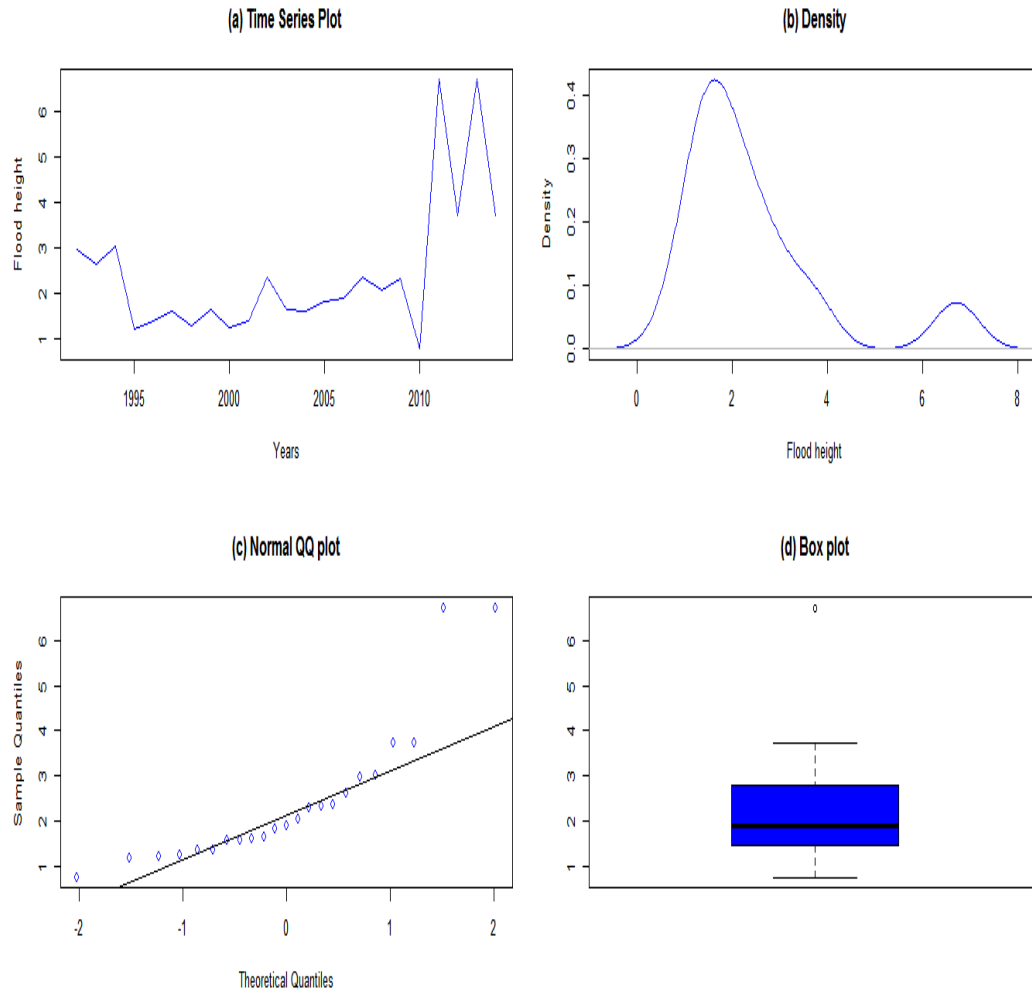 (a) Time Series Plot
Flood height
6
5
4
3
2
1
1995 2000 2005 2010
Years
(b) Density
Density
0.4
0.3
0.2
0.1
0.0
0 2 4 6 8
Flood height
(c) Normal QQ plot
Sample Quantiles
6
5
4
3
2
1
-2 -1 0 1 2
Theoretical Quantiles
(d) Box plot
6
5
4
3
2
1